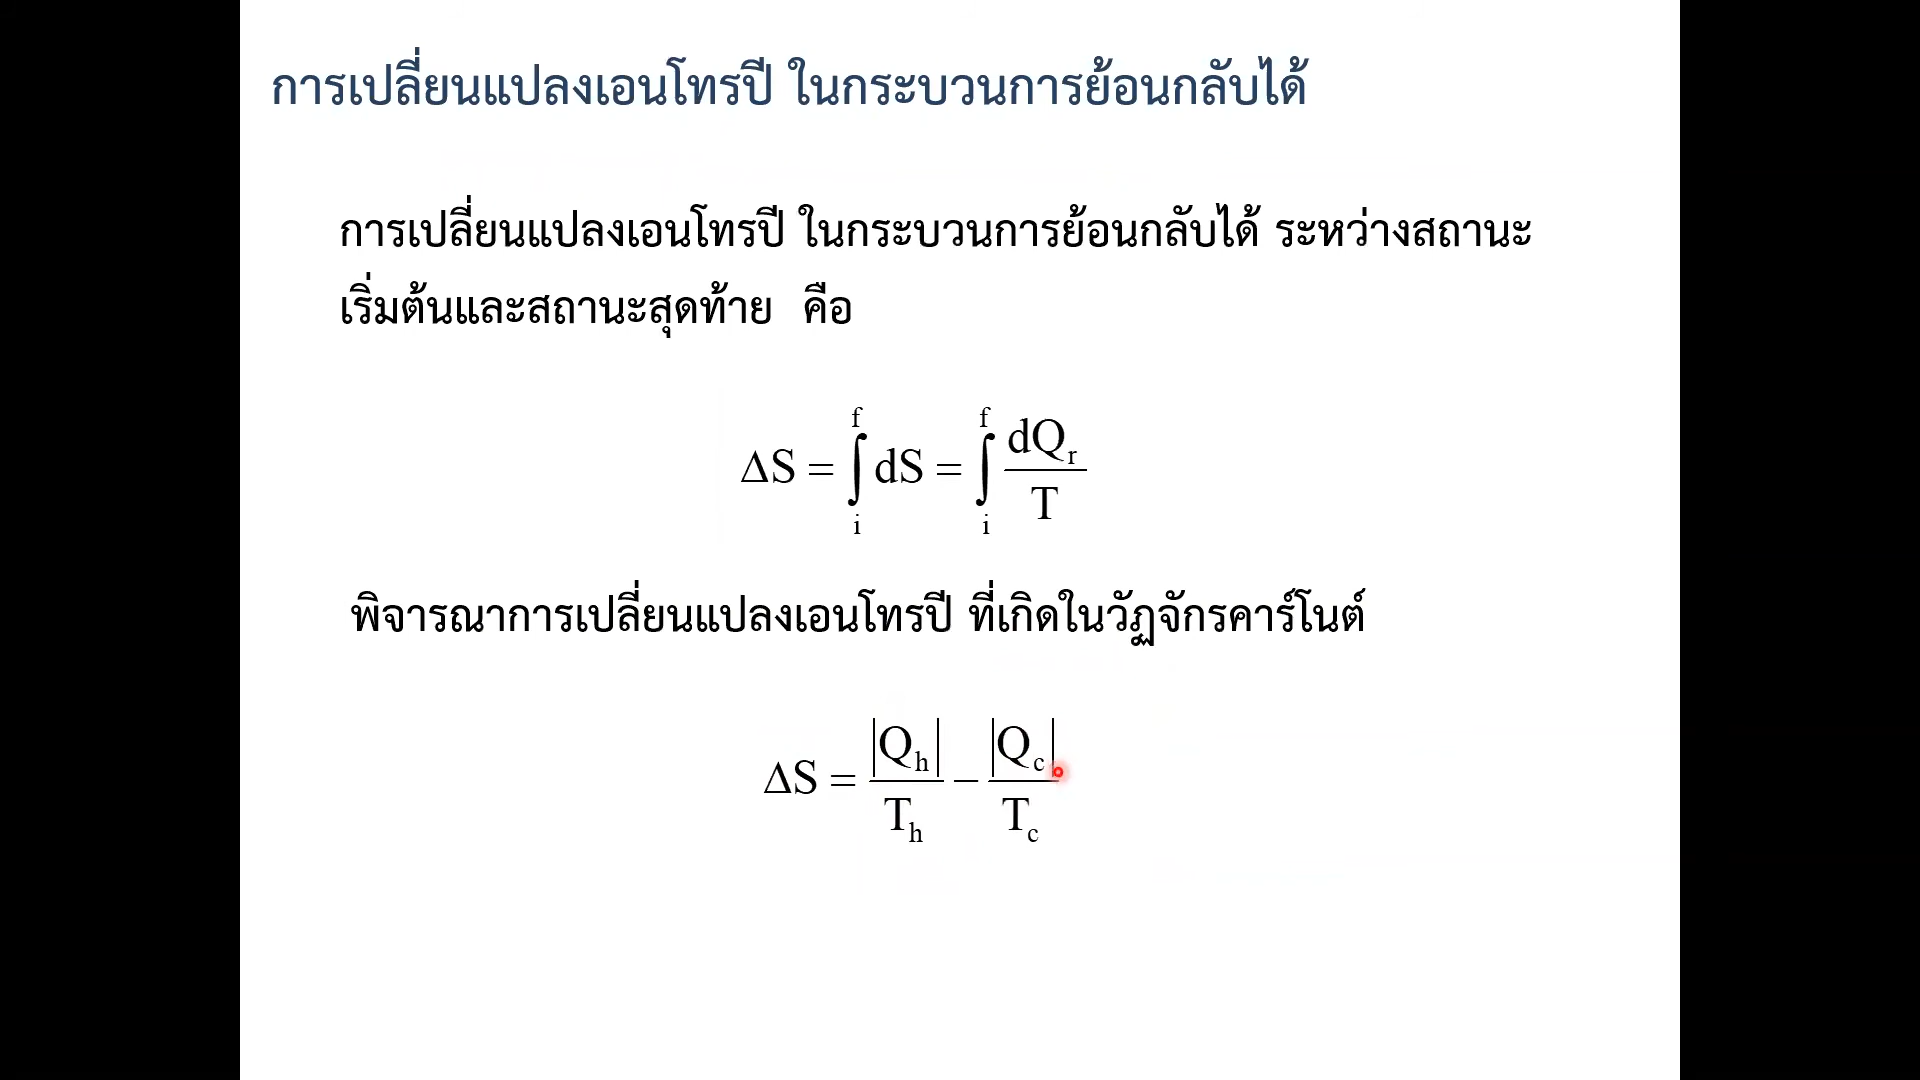 การเปลี่ยนแปลงเอนโทรปี ในกระบวนการย้อนกลับได้
การเปลี่ยนแปลงเอนโทรปี ในกระบวนการย้อนกลับได้ ระหว่างสถานะ
เริ่มต้นและสถานะสุดท้าย คือ
ΔS = ∫_i^f dS = ∫_i^f dQ_r / T
พิจารณาการเปลี่ยนแปลงเอนโทรปี ที่เกิดในวัฏจักรคาร์โนต์
ΔS = |Q_h| / T_h − |Q_c| / T_c